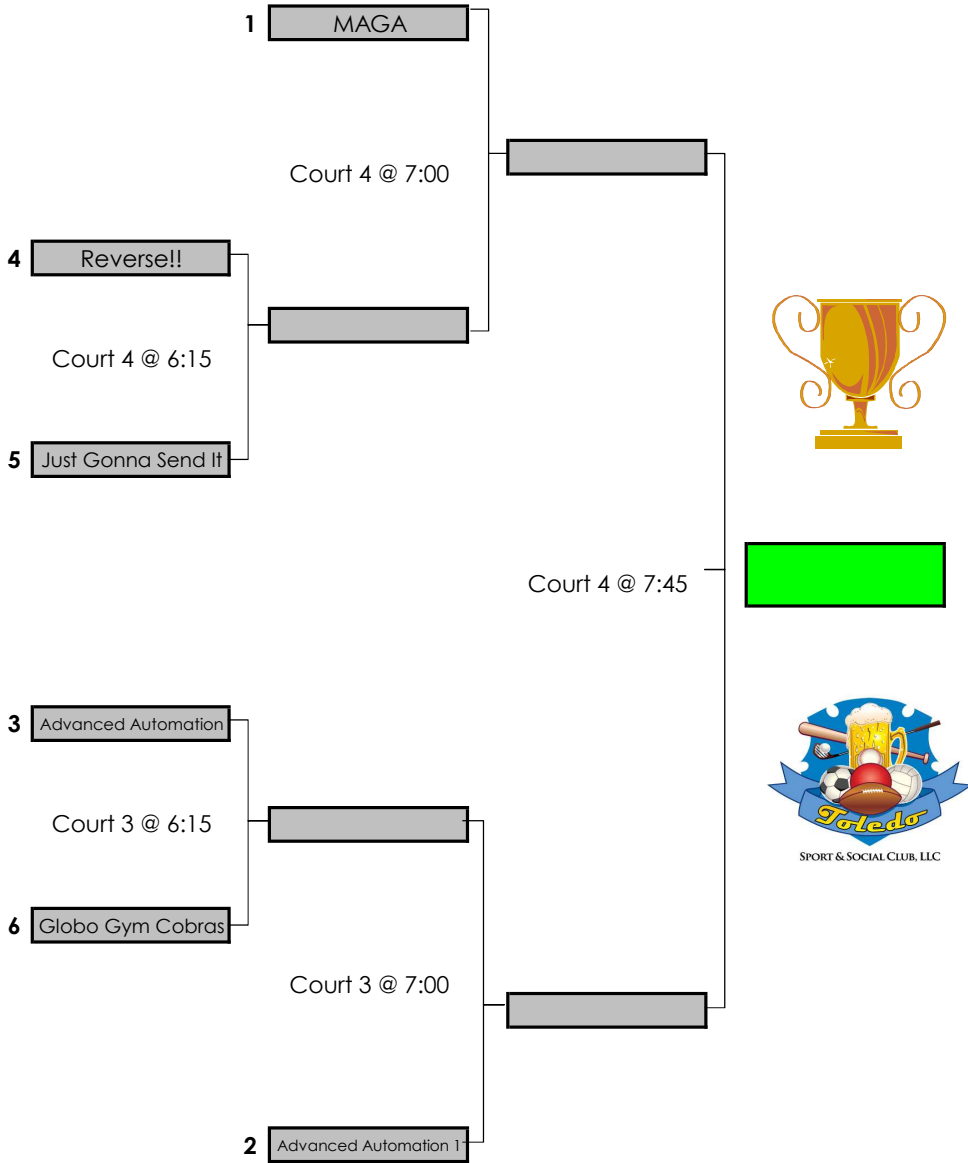 1 MAGA
Court 4 @ 7:00
4 Reverse!!
Court 4 @ 6:15
5 Just Gonna Send It
Court 4 @ 7:45
3 Advanced Automation
Court 3 @ 6:15
6 Globo Gym Cobras
Court 3 @ 7:00
2 Advanced Automation 1
Toledo
SPORT & SOCIAL CLUB, LLC